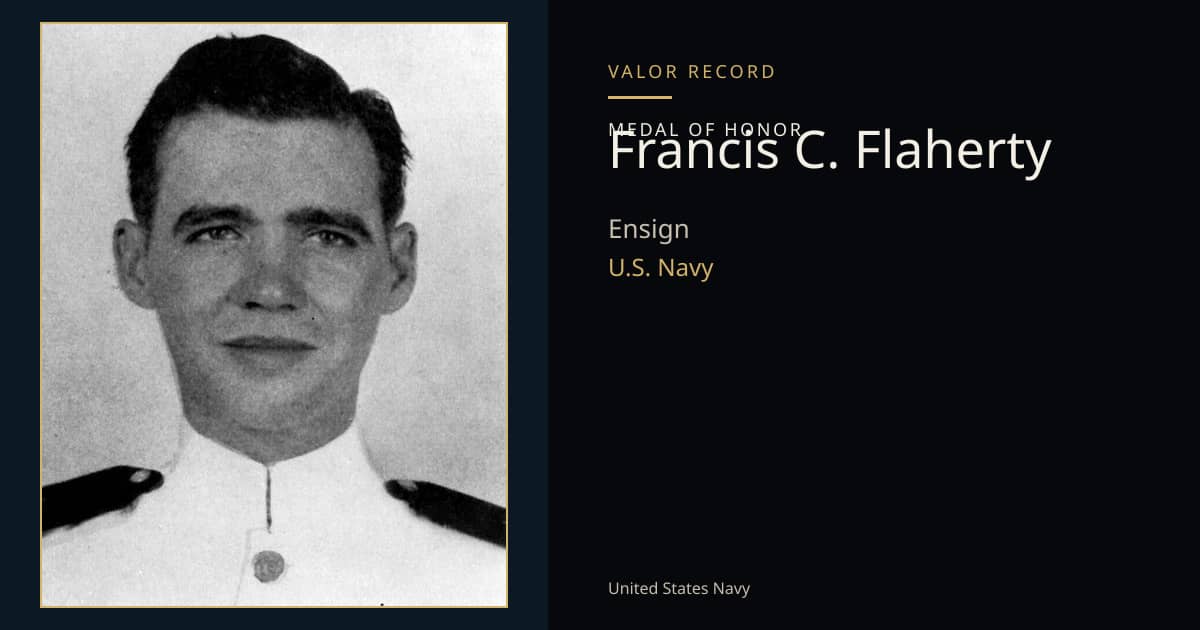 VALOR RECORD
MEDAL OF HONOR
Francis C. Flaherty
Ensign
U.S. Navy
United States Navy